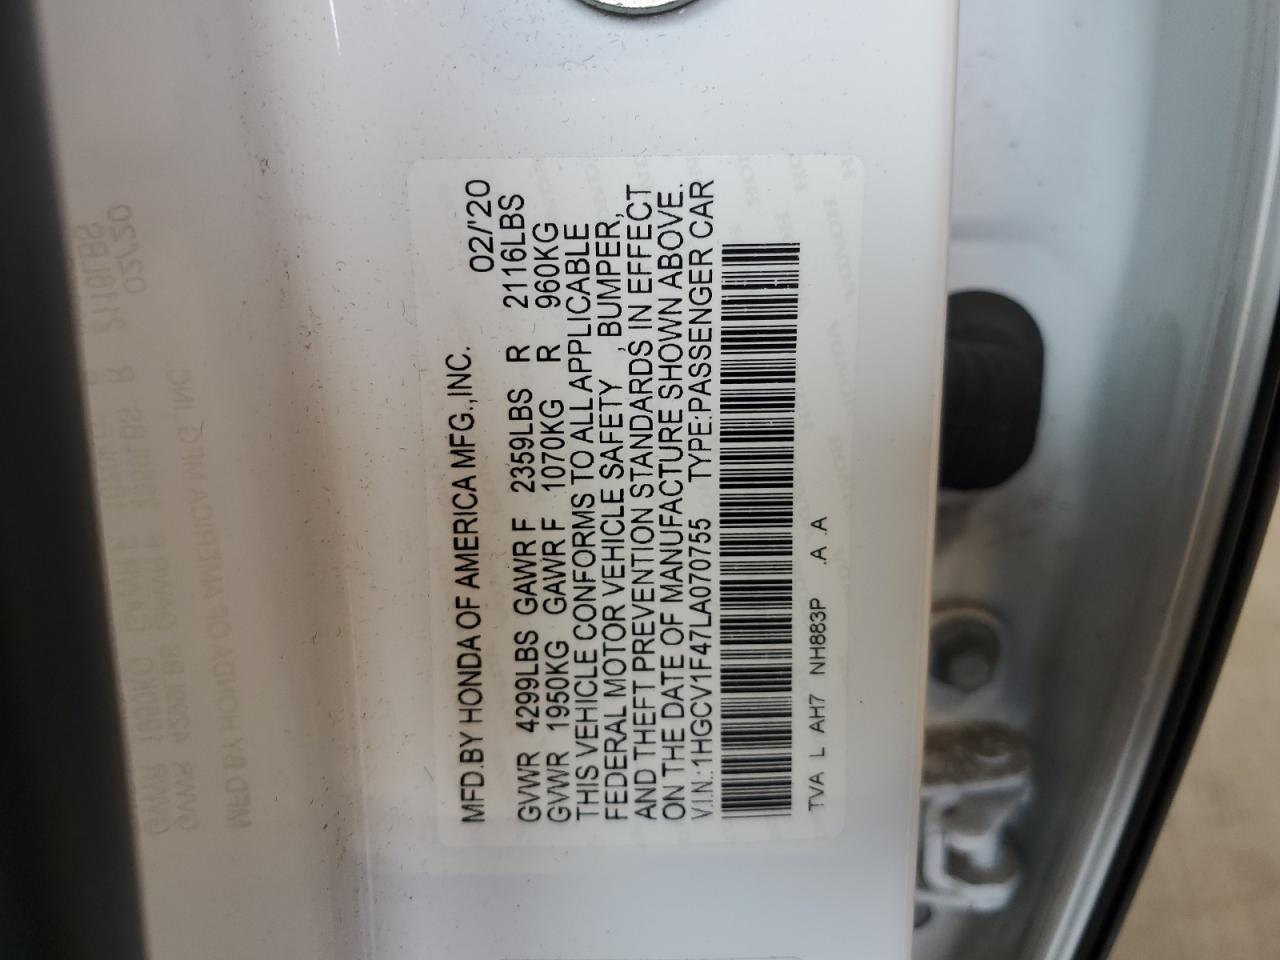 MFD.BY HONDA OF AMERICA MFG.,INC. 02/'20
GVWR 4299LBS GAWR F 2359LBS R 2116LBS
GVWR 1950KG GAWR F 1070KG R 960KG
THIS VEHICLE CONFORMS TO ALL APPLICABLE
FEDERAL MOTOR VEHICLE SAFETY , BUMPER,
AND THEFT PREVENTION STANDARDS IN EFFECT
ON THE DATE OF MANUFACTURE SHOWN ABOVE.
V.I.N.:1HGCV1F47LA070755 TYPE:PASSENGER CAR
TVA L AH7 NH883P .A .A